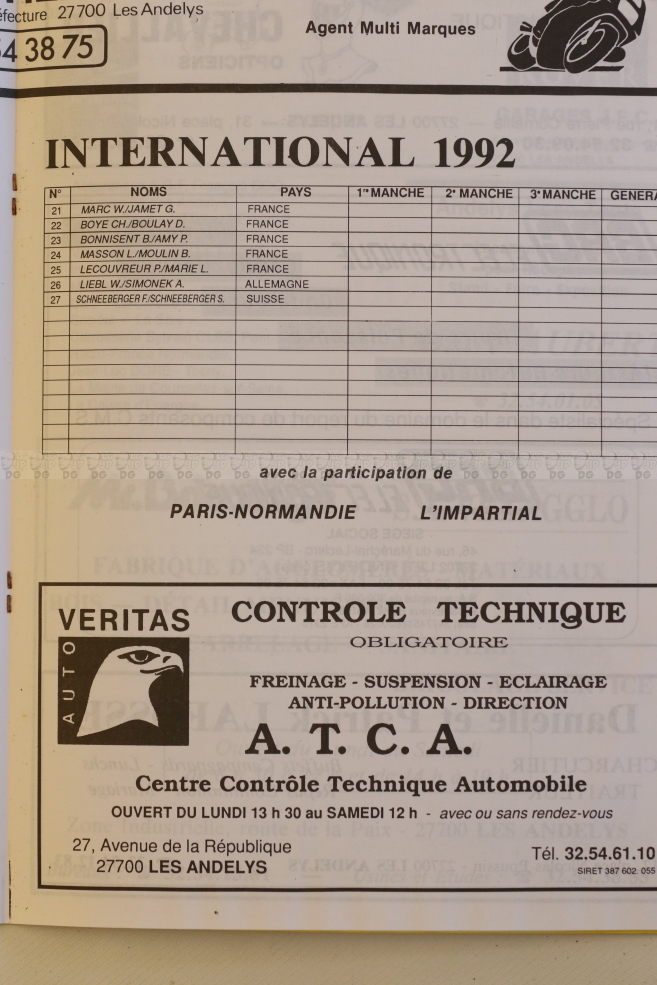 27700 Les Andelys
38 75
Agent Multi Marques
INTERNATIONAL 1992
N° NOMS PAYS 1re MANCHE 2e MANCHE 3e MANCHE GENERA
21 MARC W./JAMET G. FRANCE
22 BOYE CH./BOULAY D. FRANCE
23 BONNISENT B./AMY P. FRANCE
24 MASSON L./MOULIN B. FRANCE
25 LECOUVREUR P./MARIE L. FRANCE
26 LIEBL W./SIMONEK A. ALLEMAGNE
27 SCHNEEBERGER F./SCHNEEBERGER S. SUISSE
avec la participation de
PARIS-NORMANDIE L'IMPARTIAL
AUTO
VERITAS
CONTROLE TECHNIQUE
OBLIGATOIRE
FREINAGE - SUSPENSION - ECLAIRAGE
ANTI-POLLUTION - DIRECTION
A. T. C. A.
Centre Contrôle Technique Automobile
OUVERT DU LUNDI 13 h 30 au SAMEDI 12 h - avec ou sans rendez-vous
27, Avenue de la République
27700 LES ANDELYS
Tél. 32.54.61.10
SIRET 387 602. 055